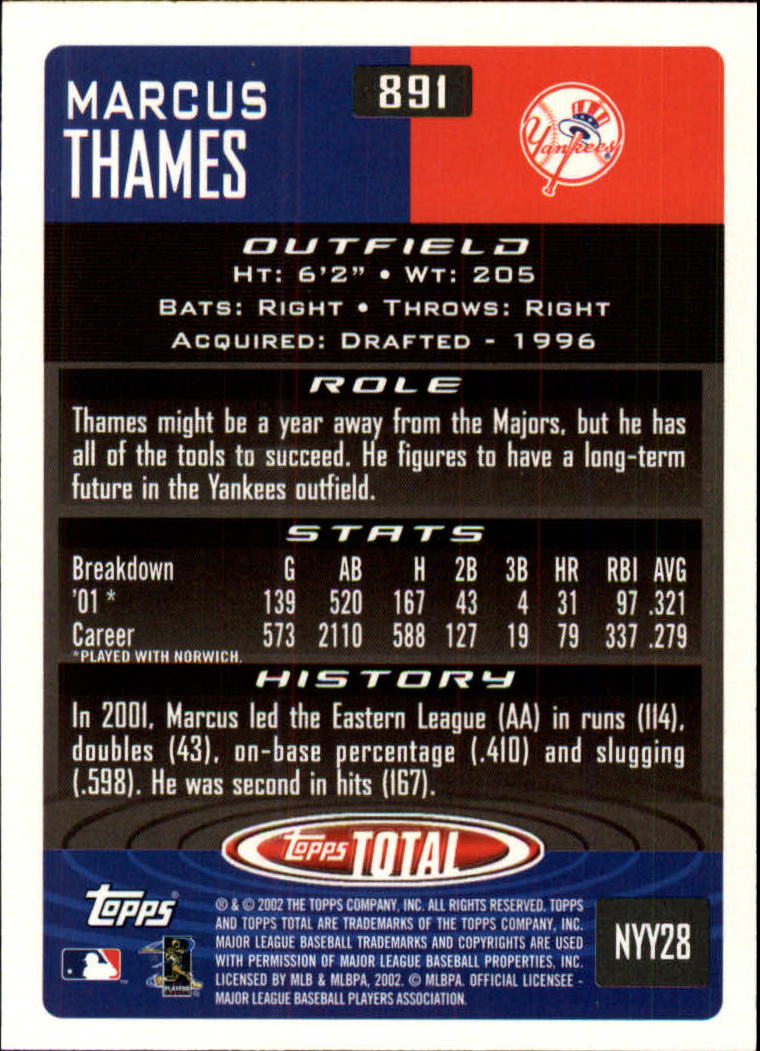 MARCUS
THAMES
891
Yankees
OUTFIELD
HT: 6'2" • WT: 205
BATS: RIGHT • THROWS: RIGHT
ACQUIRED: DRAFTED - 1996
ROLE
Thames might be a year away from the Majors, but he has
all of the tools to succeed. He figures to have a long-term
future in the Yankees outfield.
STATS
Breakdown G AB H 2B 3B HR RBI AVG
'01 * 139 520 167 43 4 31 97 .321
Career 573 2110 588 127 19 79 337 .279
*PLAYED WITH NORWICH.
HISTORY
In 2001, Marcus led the Eastern League (AA) in runs (114),
doubles (43), on-base percentage (.410) and slugging
(.598). He was second in hits (167).
Topps TOTAL
Topps®
® & © 2002 THE TOPPS COMPANY, INC. ALL RIGHTS RESERVED. TOPPS
AND TOPPS TOTAL ARE TRADEMARKS OF THE TOPPS COMPANY, INC.
MAJOR LEAGUE BASEBALL TRADEMARKS AND COPYRIGHTS ARE USED
WITH PERMISSION OF MAJOR LEAGUE BASEBALL PROPERTIES, INC.
LICENSED BY MLB & MLBPA, 2002. © MLBPA. OFFICIAL LICENSEE -
MAJOR LEAGUE BASEBALL PLAYERS ASSOCIATION.
NYY28
PLAYERS